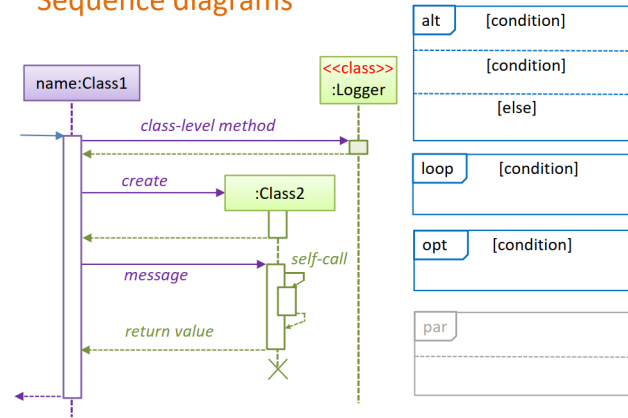 Sequence diagrams
name:Class1
<<class>>
:Logger
class-level method
create
:Class2
self-call
message
return value
alt [condition]
[condition]
[else]
loop [condition]
opt [condition]
par